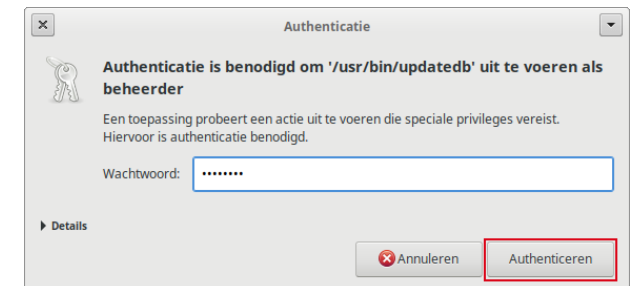 Authenticatie
Authenticatie is benodigd om '/usr/bin/updatedb' uit te voeren als
beheerder
Een toepassing probeert een actie uit te voeren die speciale privileges vereist.
Hiervoor is authenticatie benodigd.
Wachtwoord: ••••••••
Details
Annuleren Authenticeren